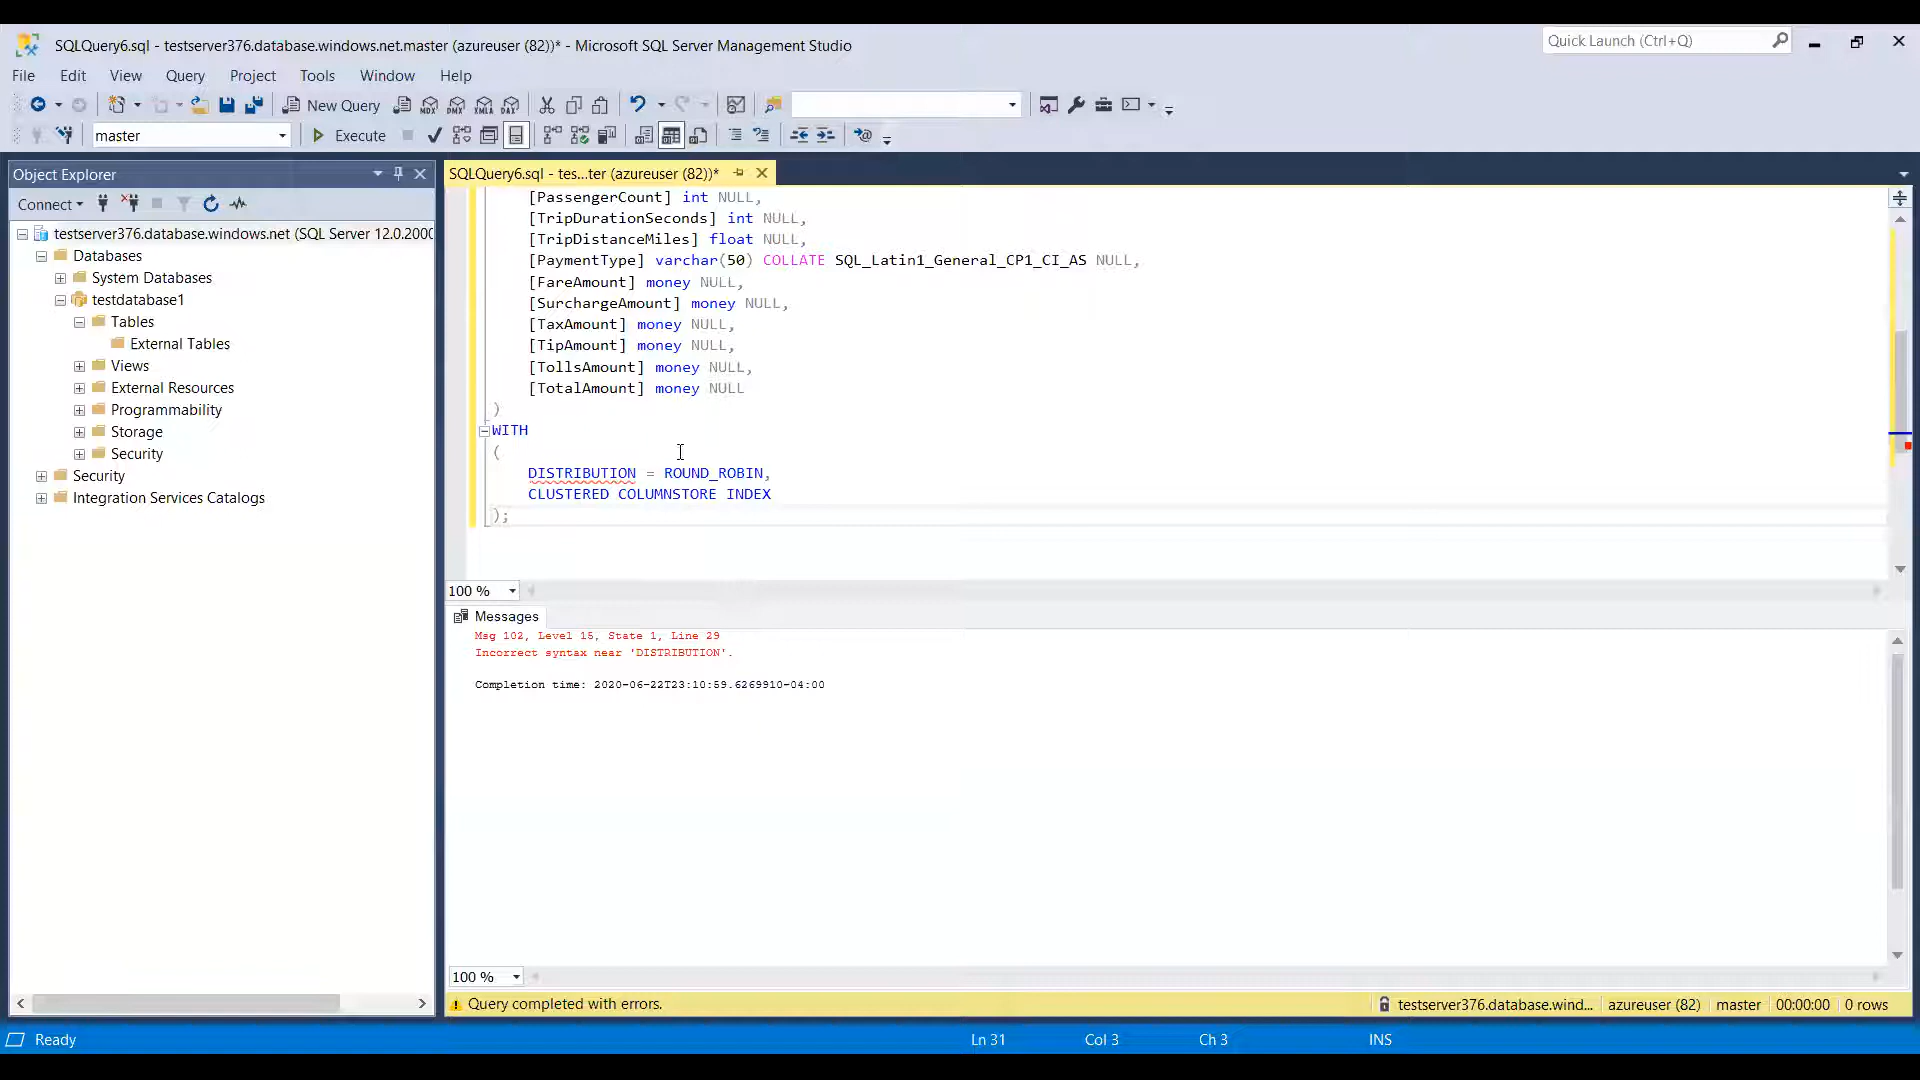 SQLQuery6.sql - testserver376.database.windows.net.master (azureuser (82))* - Microsoft SQL Server Management Studio
Quick Launch (Ctrl+Q)
File Edit View Query Project Tools Window Help
New Query MDX DMX XMLA DAX
master Execute
Object Explorer
SQLQuery6.sql - tes...ter (azureuser (82))*
Connect
testserver376.database.windows.net (SQL Server 12.0.2000
Databases
System Databases
testdatabase1
Tables
External Tables
Views
External Resources
Programmability
Storage
Security
Security
Integration Services Catalogs
[PassengerCount] int NULL,
[TripDurationSeconds] int NULL,
[TripDistanceMiles] float NULL,
[PaymentType] varchar(50) COLLATE SQL_Latin1_General_CP1_CI_AS NULL,
[FareAmount] money NULL,
[SurchargeAmount] money NULL,
[TaxAmount] money NULL,
[TipAmount] money NULL,
[TollsAmount] money NULL,
[TotalAmount] money NULL
)
WITH
(
DISTRIBUTION = ROUND_ROBIN,
CLUSTERED COLUMNSTORE INDEX
);
100 %
Messages
Msg 102, Level 15, State 1, Line 29
Incorrect syntax near 'DISTRIBUTION'.
Completion time: 2020-06-22T23:10:59.6269910-04:00
100 %
Query completed with errors.
testserver376.database.wind... azureuser (82) master 00:00:00 0 rows
Ready Ln 31 Col 3 Ch 3 INS